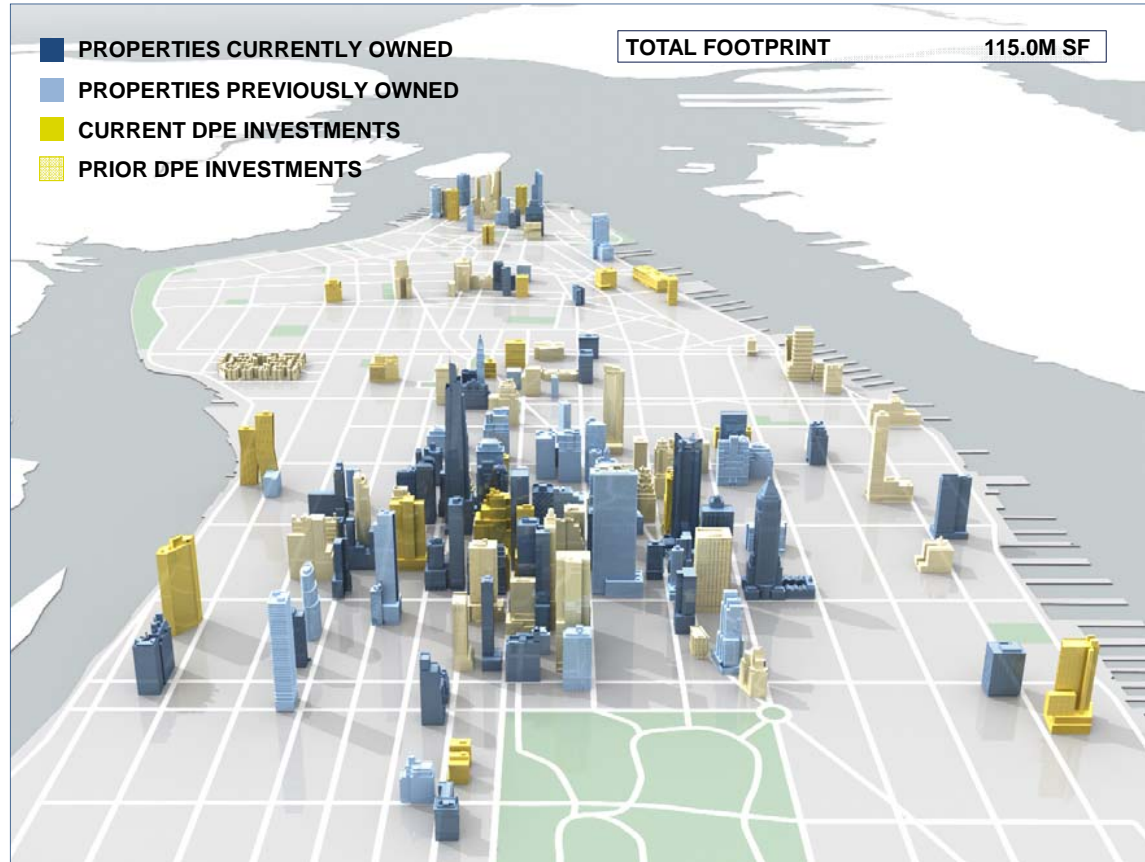 PROPERTIES CURRENTLY OWNED
PROPERTIES PREVIOUSLY OWNED
CURRENT DPE INVESTMENTS
PRIOR DPE INVESTMENTS
TOTAL FOOTPRINT 115.0M SF